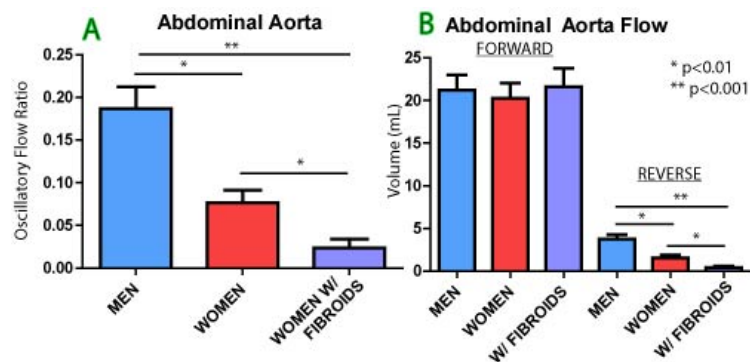 A
Abdominal Aorta
Oscillatory Flow Ratio
0.25
0.20
0.15
0.10
0.05
0.00
**
*
*
MEN
WOMEN
WOMEN W/
FIBROIDS
B
Abdominal Aorta Flow
FORWARD
* p<0.01
** p<0.001
Volume (mL)
25
20
15
10
5
0
REVERSE
**
*
*
MEN
WOMEN
W/ FIBROIDS
MEN
WOMEN
W/ FIBROIDS